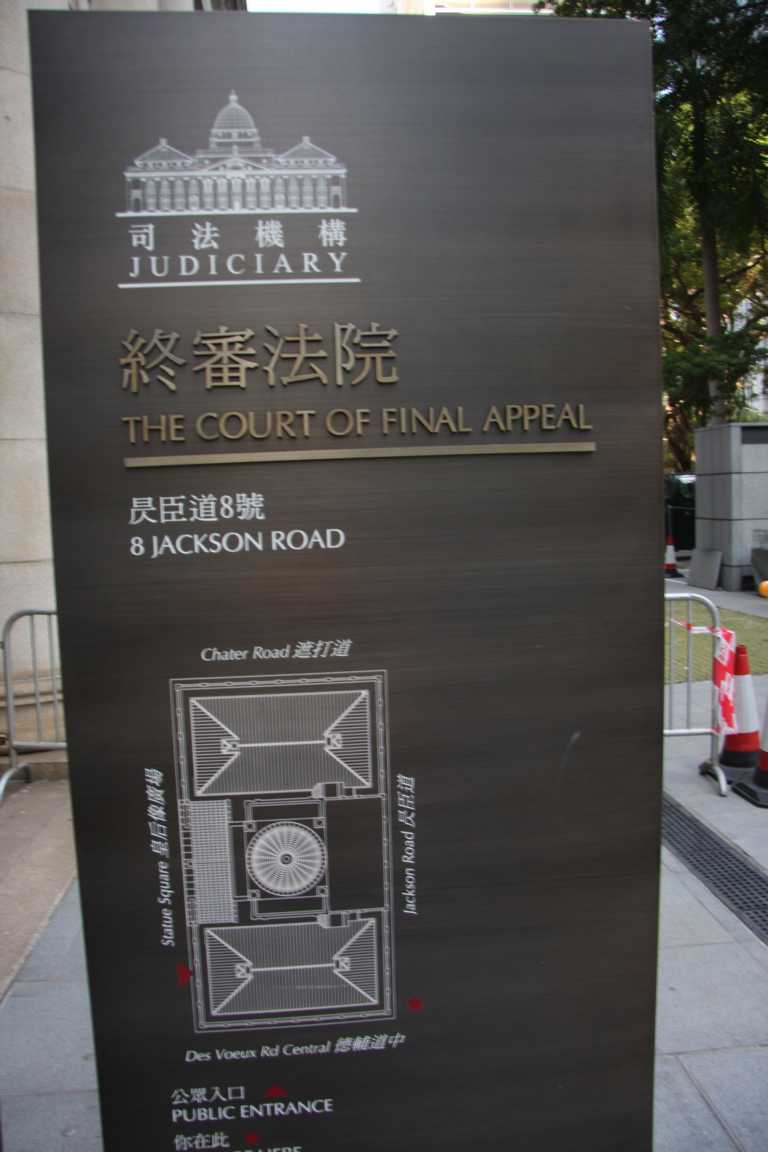 司法機構
JUDICIARY
終審法院
THE COURT OF FINAL APPEAL
昃臣道8號
8 JACKSON ROAD
Chater Road 遮打道
Statue Square 皇后像廣場
Jackson Road 昃臣道
Des Voeux Rd Central 德輔道中
公眾入口
PUBLIC ENTRANCE
你在此
HERE